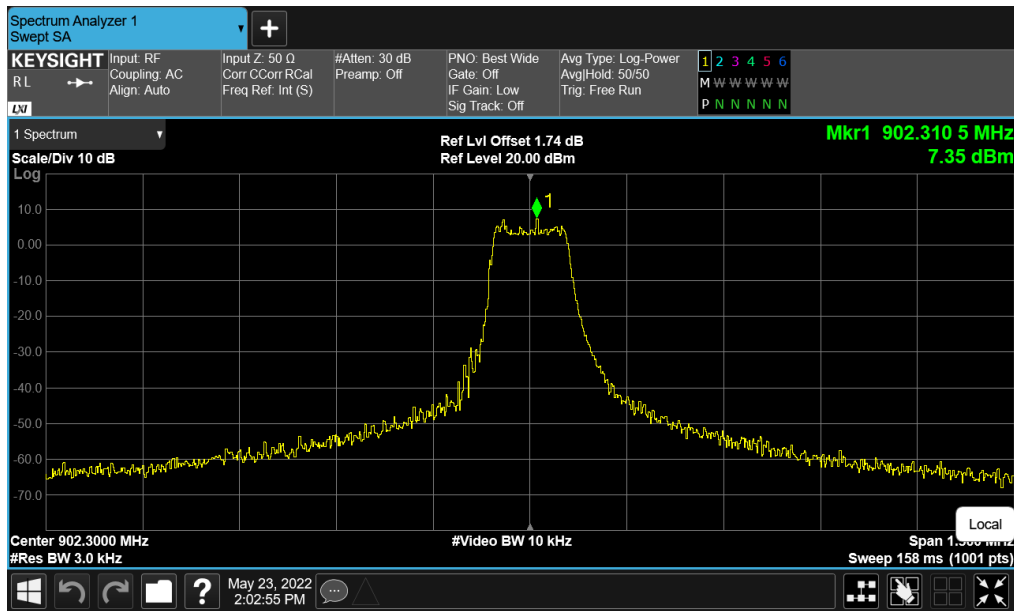 Spectrum Analyzer 1
Swept SA
KEYSIGHT
R L
LXI
Input: RF
Coupling: AC
Align: Auto
Input Z: 50 Ω
Corr CCorr RCal
Freq Ref: Int (S)
#Atten: 30 dB
Preamp: Off
PNO: Best Wide
Gate: Off
IF Gain: Low
Sig Track: Off
Avg Type: Log-Power
Avg|Hold: 50/50
Trig: Free Run
1 2 3 4 5 6
M W W W W W
P N N N N N
1 Spectrum
Scale/Div 10 dB
Ref Lvl Offset 1.74 dB
Ref Level 20.00 dBm
Mkr1 902.310 5 MHz
7.35 dBm
Log
1
10.0
0.00
-10.0
-20.0
-30.0
-40.0
-50.0
-60.0
-70.0
Local
Center 902.3000 MHz
#Video BW 10 kHz
Span
#Res BW 3.0 kHz
Sweep 158 ms (1001 pts)
?
May 23, 2022
2:02:55 PM